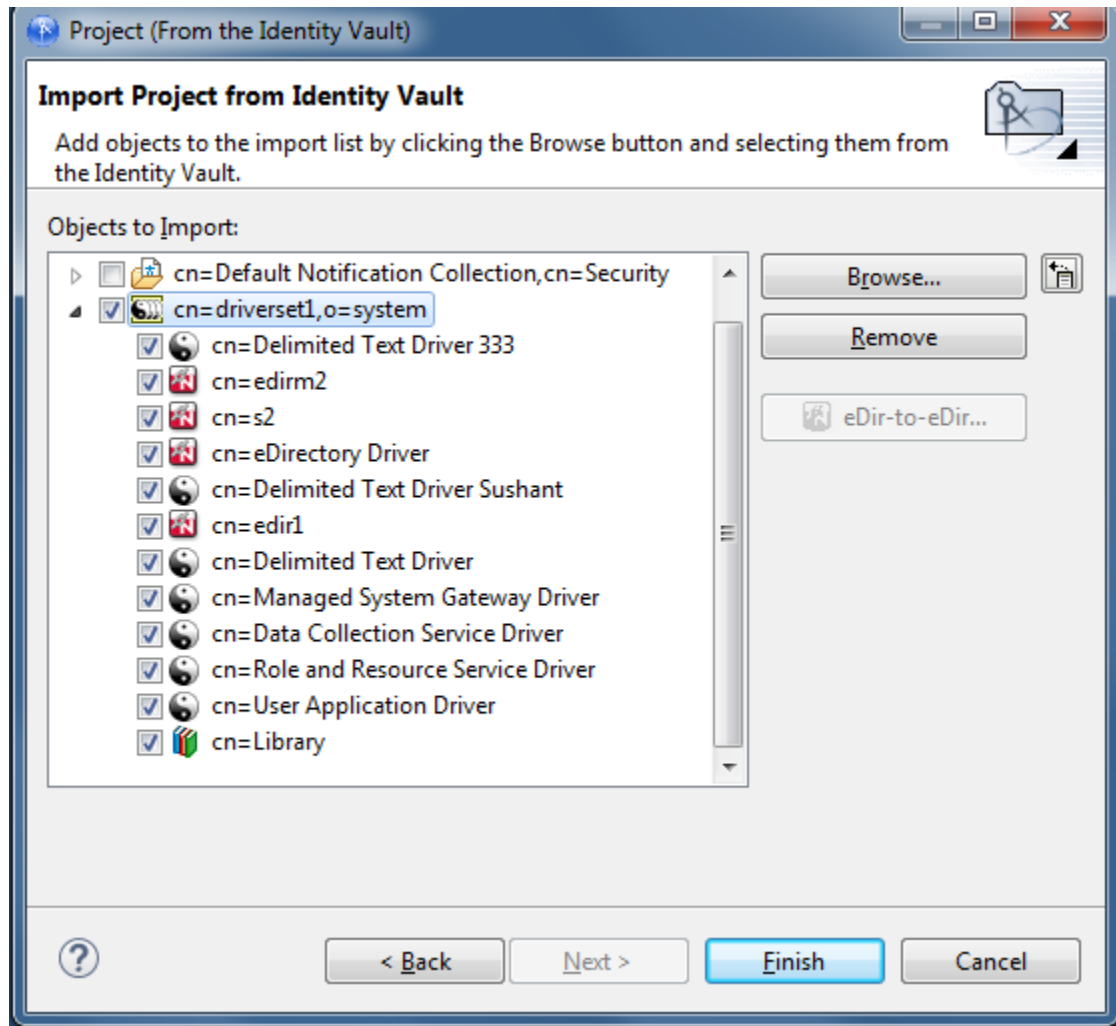 Project (From the Identity Vault)
Import Project from Identity Vault
Add objects to the import list by clicking the Browse button and selecting them from
the Identity Vault.
Objects to Import:
cn=Default Notification Collection,cn=Security
cn=driverset1,o=system
cn=Delimited Text Driver 333
cn=edirm2
cn=s2
cn=eDirectory Driver
cn=Delimited Text Driver Sushant
cn=edir1
cn=Delimited Text Driver
cn=Managed System Gateway Driver
cn=Data Collection Service Driver
cn=Role and Resource Service Driver
cn=User Application Driver
cn=Library
Browse...
Remove
eDir-to-eDir...
< Back
Next >
Finish
Cancel